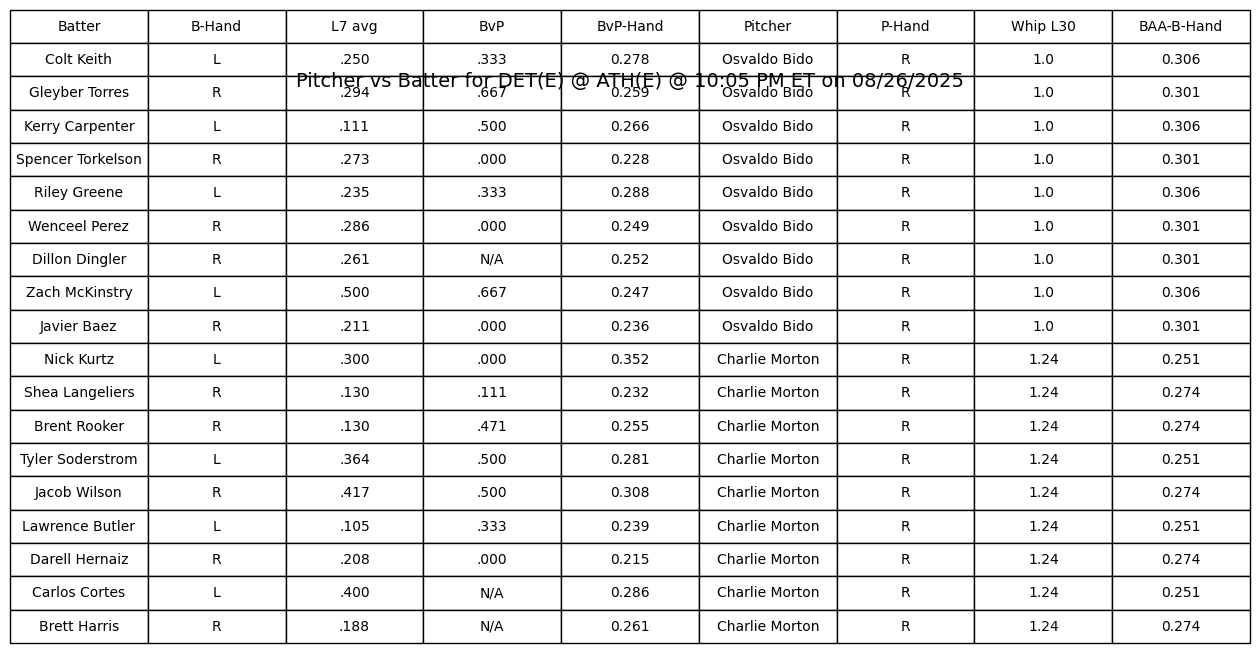 Batter B-Hand L7 avg BvP BvP-Hand Pitcher P-Hand Whip L30 BAA-B-Hand
Colt Keith L .250 .333 0.278 Osvaldo Bido R 1.0 0.306
Pitcher vs Batter for DET(E) @ ATH(E) @ 10:05 PM ET on 08/26/2025
Gleyber Torres R .294 .667 0.259 Osvaldo Bido R 1.0 0.301
Kerry Carpenter L .111 .500 0.266 Osvaldo Bido R 1.0 0.306
Spencer Torkelson R .273 .000 0.228 Osvaldo Bido R 1.0 0.301
Riley Greene L .235 .333 0.288 Osvaldo Bido R 1.0 0.306
Wenceel Perez R .286 .000 0.249 Osvaldo Bido R 1.0 0.301
Dillon Dingler R .261 N/A 0.252 Osvaldo Bido R 1.0 0.301
Zach McKinstry L .500 .667 0.247 Osvaldo Bido R 1.0 0.306
Javier Baez R .211 .000 0.236 Osvaldo Bido R 1.0 0.301
Nick Kurtz L .300 .000 0.352 Charlie Morton R 1.24 0.251
Shea Langeliers R .130 .111 0.232 Charlie Morton R 1.24 0.274
Brent Rooker R .130 .471 0.255 Charlie Morton R 1.24 0.274
Tyler Soderstrom L .364 .500 0.281 Charlie Morton R 1.24 0.251
Jacob Wilson R .417 .500 0.308 Charlie Morton R 1.24 0.274
Lawrence Butler L .105 .333 0.239 Charlie Morton R 1.24 0.251
Darell Hernaiz R .208 .000 0.215 Charlie Morton R 1.24 0.274
Carlos Cortes L .400 N/A 0.286 Charlie Morton R 1.24 0.251
Brett Harris R .188 N/A 0.261 Charlie Morton R 1.24 0.274